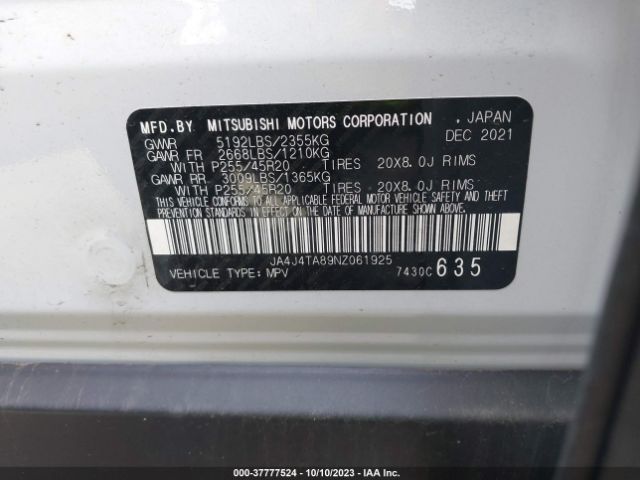 MFD.BY MITSUBISHI MOTORS CORPORATION . JAPAN
GVWR 5192LBS/2355KG DEC 2021
GAWR FR 2668LBS/1210KG
WITH P255/45R20 TIRES 20X8.0J RIMS
GAWR RR 3009LBS/1365KG
WITH P255/45R20 TIRES 20X8.0J RIMS
THIS VEHICLE CONFORMS TO ALL APPLICABLE FEDERAL MOTOR VEHICLE SAFETY AND THEFT
PREVENTION STANDARDS IN EFFECT ON THE DATE OF MANUFACTURE SHOWN ABOVE.
JA4J4TA89NZ061925
VEHICLE TYPE: MPV 7430C 635
000-37777524 | 10/10/2023 | IAA Inc.